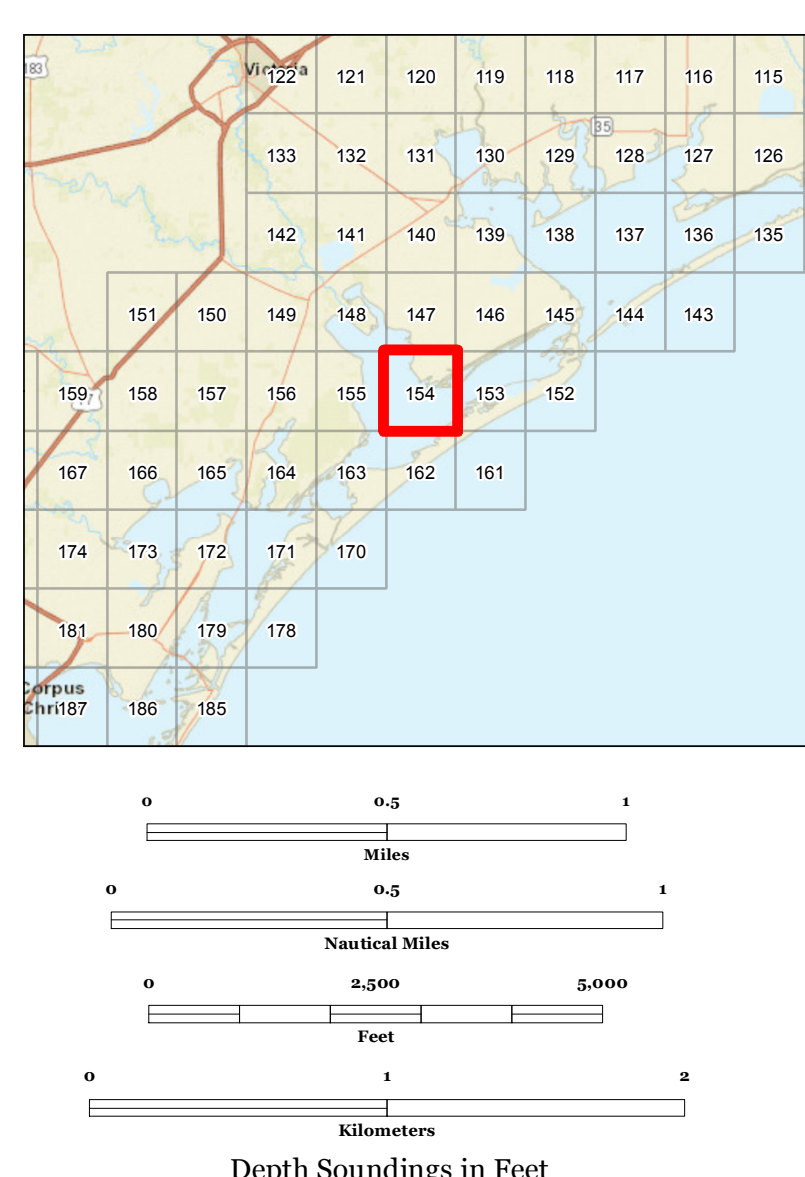 183
Victoria
122 121 120 119 118 117 116 115
35
133 132 131 130 129 128 127 126
142 141 140 139 138 137 136 135
151 150 149 148 147 146 145 144 143
159 158 157 156 155 154 153 152
167 166 165 164 163 162 161
174 173 172 171 170
181 180 179 178
Corpus
187 186 185
0 0.5 1
Miles
0 0.5 1
Nautical Miles
0 2,500 5,000
Feet
0 1 2
Kilometers
Depth Soundings in Feet